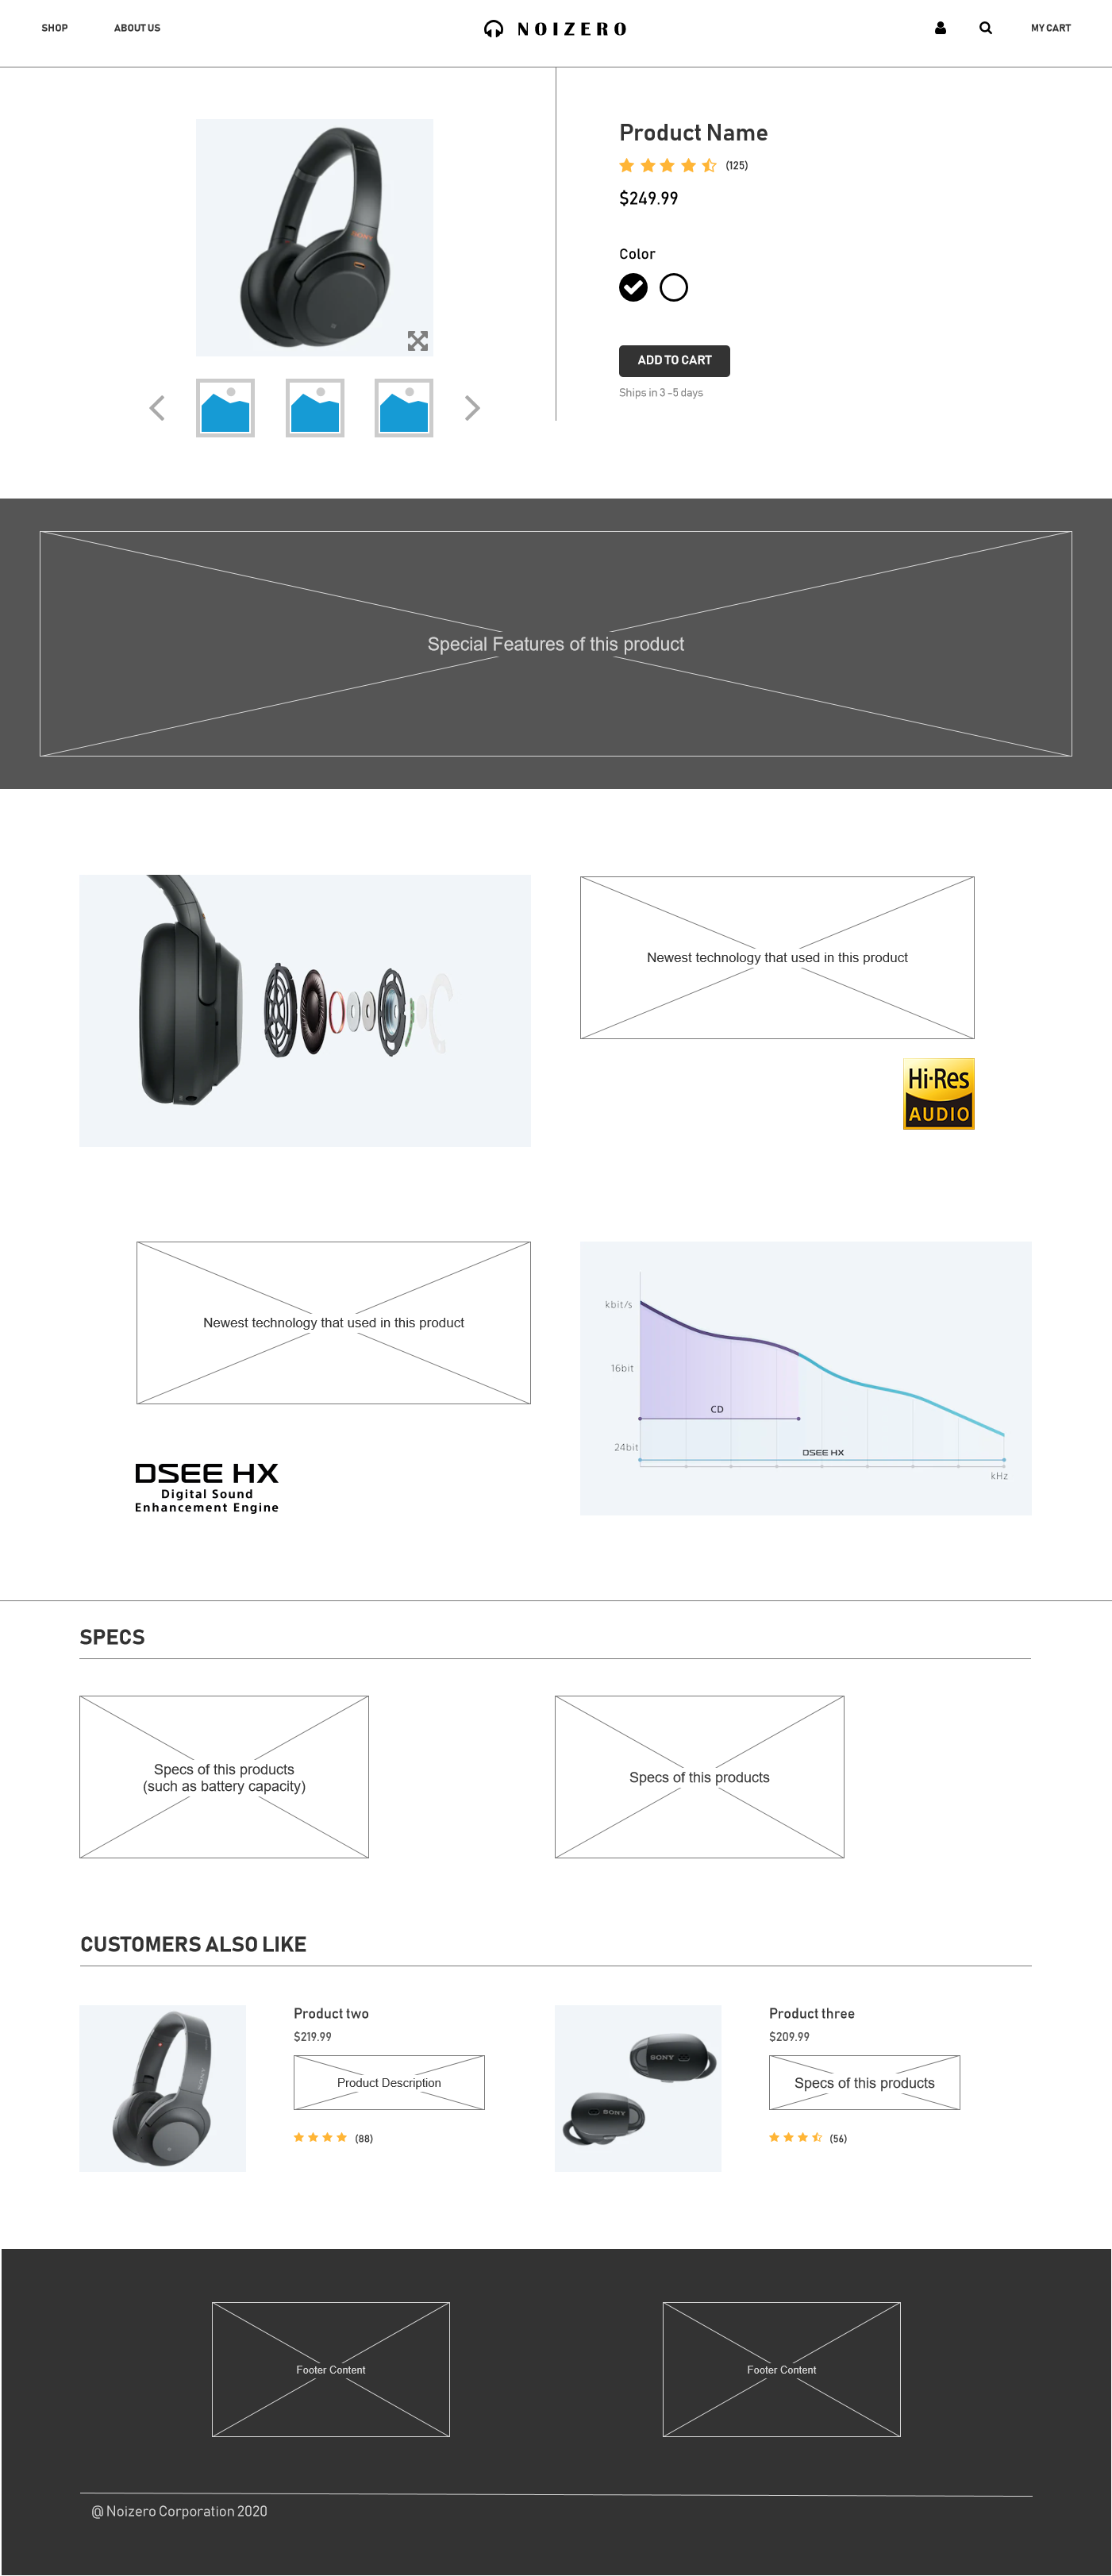 SHOP
ABOUT US
NOIZERO
MY CART
SONY
Product Name
(125)
$249.99
Color
ADD TO CART
Ships in 3 -5 days
Special Features of this product
Newest technology that used in this product
Hi-Res
AUDIO
Newest technology that used in this product
DSEE HX
Digital Sound
Enhancement Engine
kbit/s
16bit
CD
24bit
DSEE HX
kHz
SPECS
Specs of this products
(such as battery capacity)
Specs of this products
CUSTOMERS ALSO LIKE
SONY
Product two
$219.99
Product Description
(88)
SONY
SONY
Product three
$209.99
Specs of this products
(56)
Footer Content
Footer Content
@ Noizero Corporation 2020